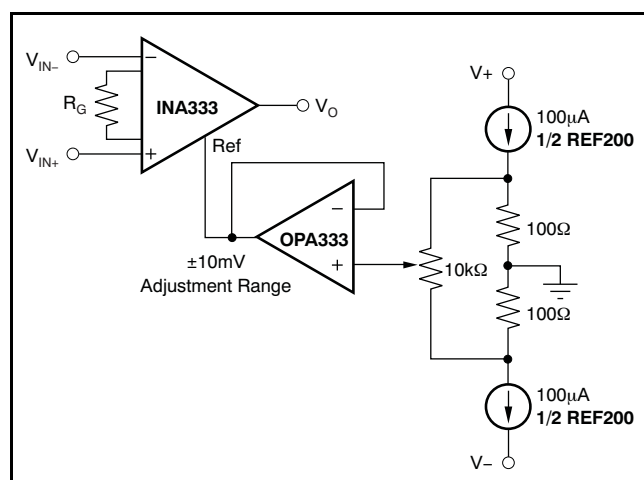 V+
100µA
1/2 REF200
VIN−
RG
VIN+
−
+
INA333
VO
Ref
−
+
OPA333
±10mV
Adjustment Range
10kΩ
100Ω
100Ω
100µA
1/2 REF200
V−